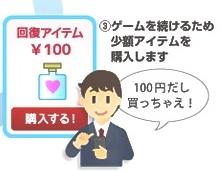 回復アイテム
￥100
購入する！
③ゲームを続けるため
少額アイテムを
購入します
100円だし
買っちゃえ！